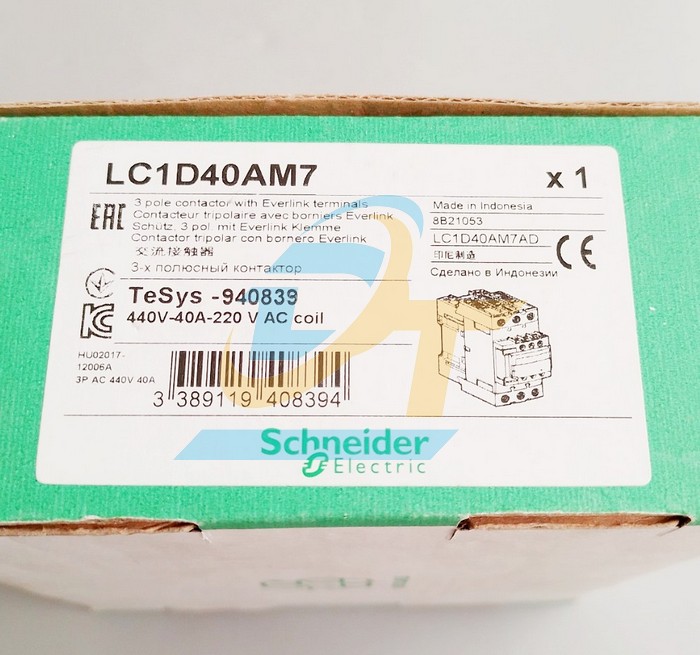 LC1D40AM7
x 1
EAC
3 pole contactor with Everlink terminals
Contacteur tripolaire avec borniers Everlink
Schütz, 3 pol. mit Everlink Klemme
Contactor tripolar con bornero Everlink
交流接触器
3-х полюсный контактор
Made in Indonesia
8B21053
LC1D40AM7AD
印尼制造
Сделано в Индонезии
CE
TeSys -940839
440V-40A-220 V AC coil
HU02017-
12006A
3P AC 440V 40A
3 389119 408394
Schneider
Electric